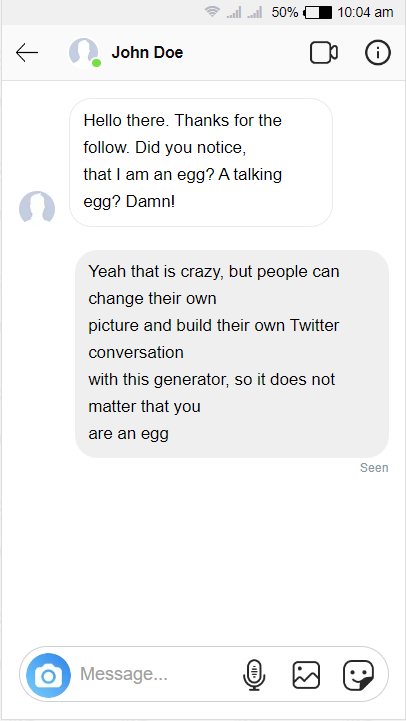 50% 10:04 am
John Doe
Hello there. Thanks for the
follow. Did you notice,
that I am an egg? A talking
egg? Damn!
Yeah that is crazy, but people can
change their own
picture and build their own Twitter
conversation
with this generator, so it does not
matter that you
are an egg
Seen
Message...